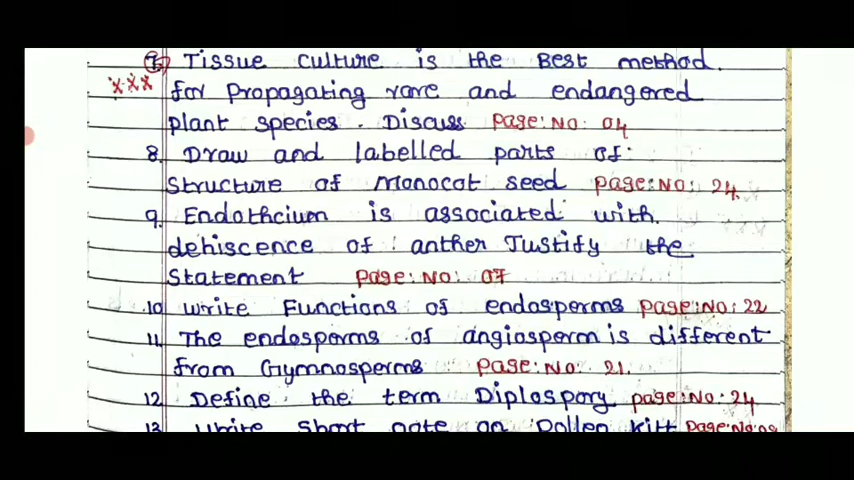 7. Tissue culture is the Best method.
xxx for propagating rare and endangered
plant species. Discuss page:No: 04
8. Draw and labelled parts of:
Structure of Monocot seed page:No: 24
9. Endothcium is associated with.
dehiscence of anther Justify the
Statement page:No: 07
10. Write Functions of endosperms page:No: 22
11. The endosperms of angiosperm is different
from Gymnosperms page:No: 21.
12. Define the term Diplospory page:No: 24
13. Write short note on Pollen kitt page:No: